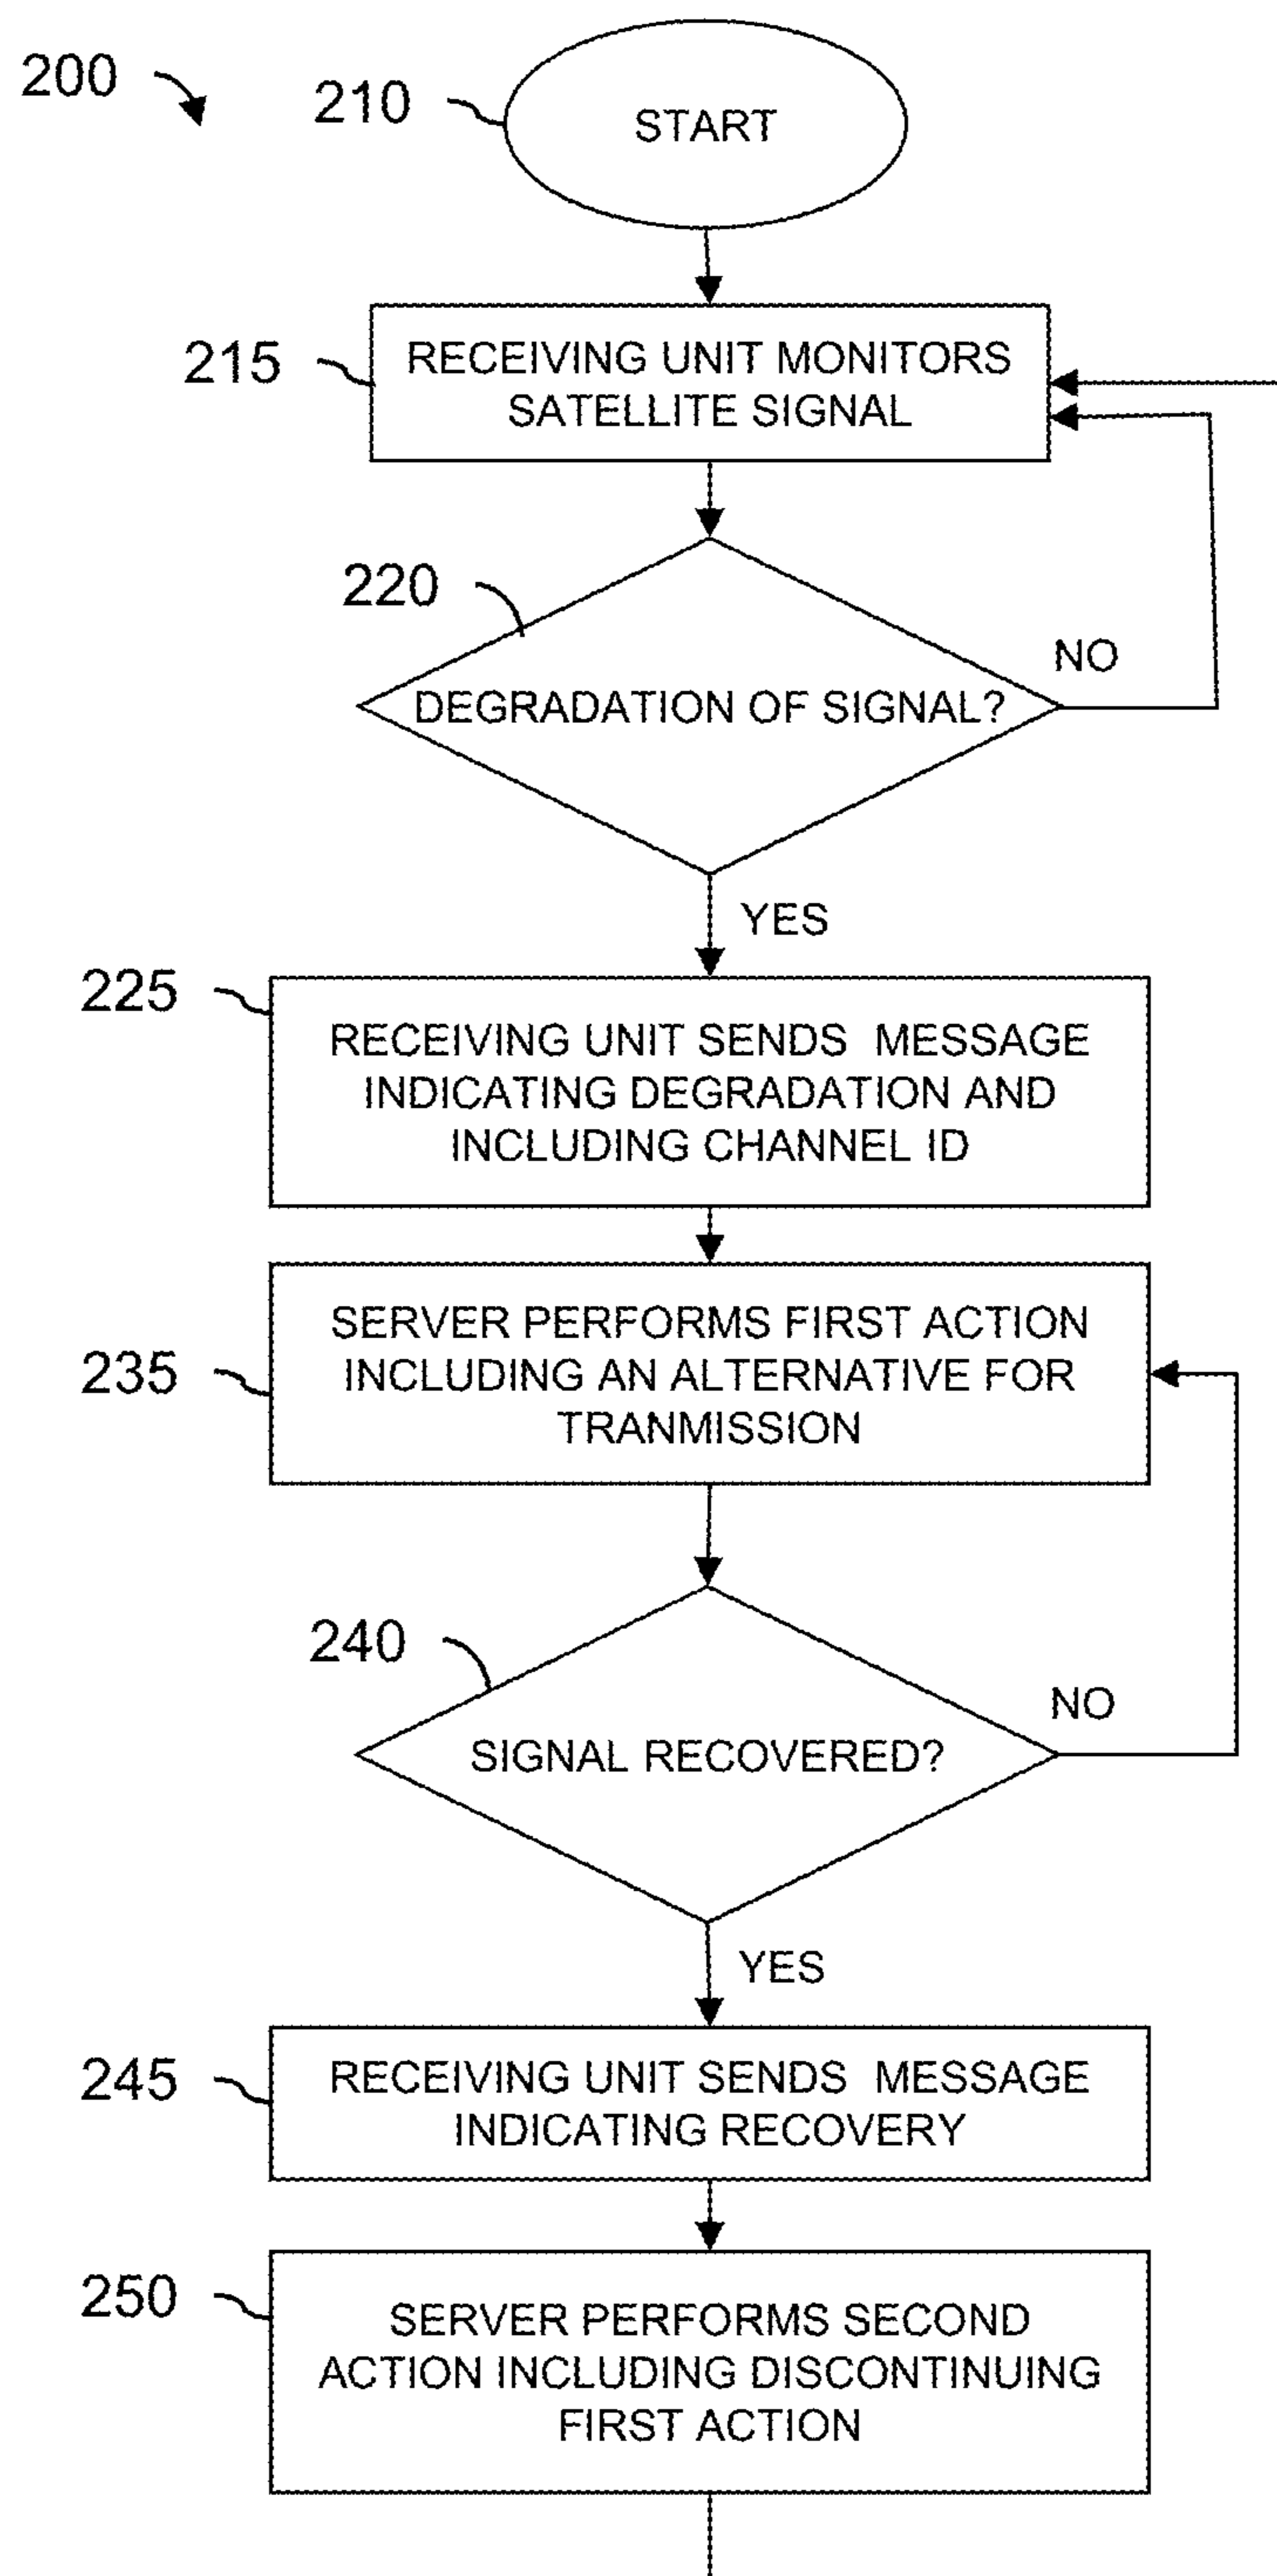 200
210
START
215
RECEIVING UNIT MONITORS
SATELLITE SIGNAL
220
DEGRADATION OF SIGNAL?
NO
YES
225
RECEIVING UNIT SENDS MESSAGE
INDICATING DEGRADATION AND
INCLUDING CHANNEL ID
235
SERVER PERFORMS FIRST ACTION
INCLUDING AN ALTERNATIVE FOR
TRANMISSION
240
SIGNAL RECOVERED?
NO
YES
245
RECEIVING UNIT SENDS MESSAGE
INDICATING RECOVERY
250
SERVER PERFORMS SECOND
ACTION INCLUDING DISCONTINUING
FIRST ACTION